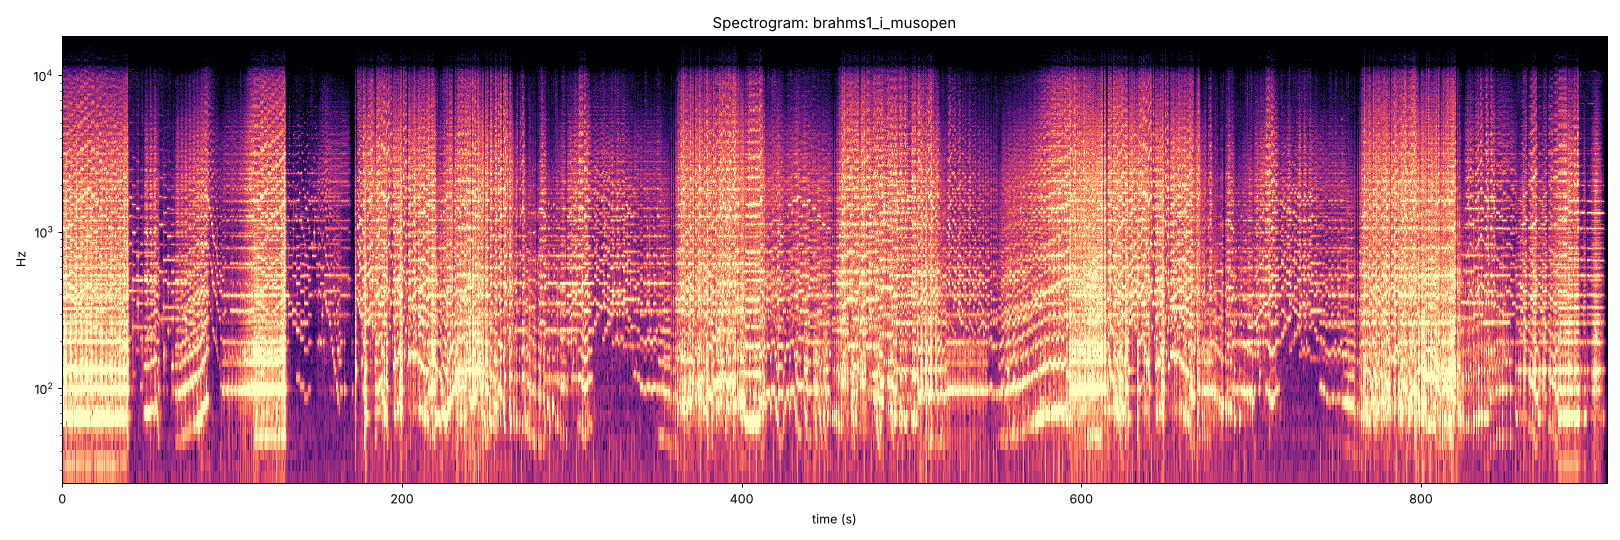 Spectrogram: brahms1_i_musopen
10⁴
10³
Hz
10²
0 200 400 600 800
time (s)